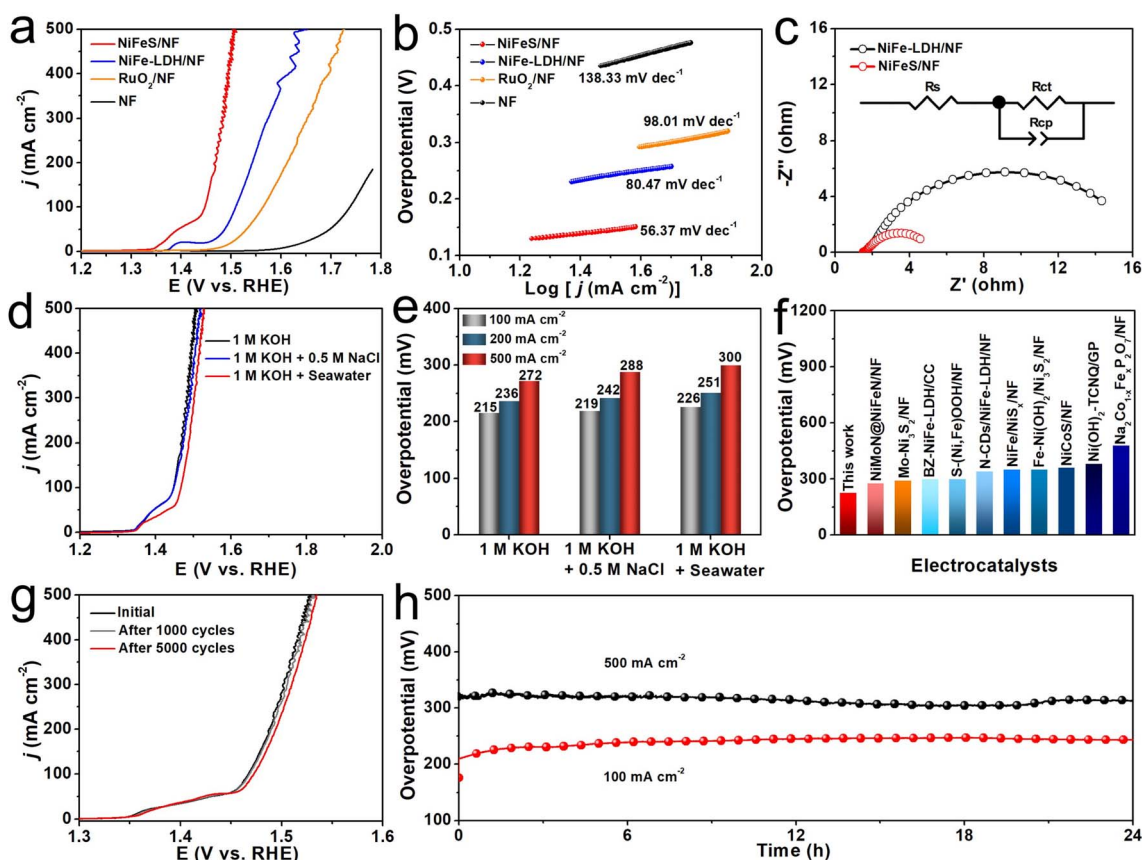 a
500
400
300
200
100
0
1.2 1.3 1.4 1.5 1.6 1.7 1.8
j (mA cm⁻²)
E (V vs. RHE)
NiFeS/NF
NiFe-LDH/NF
RuO₂/NF
NF
b
0.5
0.4
0.3
0.2
0.1
1.0 1.2 1.4 1.6 1.8 2.0
Overpotential (V)
Log [ j (mA cm⁻²)]
NiFeS/NF
NiFe-LDH/NF
RuO₂/NF
NF
138.33 mV dec⁻¹
98.01 mV dec⁻¹
80.47 mV dec⁻¹
56.37 mV dec⁻¹
c
16
12
8
4
0
0 4 8 12 16
-Z'' (ohm)
Z' (ohm)
NiFe-LDH/NF
NiFeS/NF
Rs
Rct
Rcp
d
500
400
300
200
100
0
1.2 1.4 1.6 1.8 2.0
j (mA cm⁻²)
E (V vs. RHE)
1 M KOH
1 M KOH + 0.5 M NaCl
1 M KOH + Seawater
e
400
300
200
100
0
Overpotential (mV)
100 mA cm⁻²
200 mA cm⁻²
500 mA cm⁻²
215 236 272
219 242 288
226 251 300
1 M KOH
1 M KOH
+ 0.5 M NaCl
1 M KOH
+ Seawater
f
1200
900
600
300
0
Overpotential (mV)
This work
NiMoN@NiFeN/NF
Mo-Ni₃S₂/NF
BZ-NiFe-LDH/CC
S-(Ni,Fe)OOH/NF
N-CDs/NiFe-LDH/NF
NiFe/NiSₓ/NF
Fe-Ni(OH)₂/Ni₃S₂/NF
NiCoS/NF
Ni(OH)₂-TCNQ/GP
Na₂Co₁₋ₓFeₓP₂O₇/NF
Electrocatalysts
g
500
400
300
200
100
0
1.3 1.4 1.5 1.6
j (mA cm⁻²)
E (V vs. RHE)
Initial
After 1000 cycles
After 5000 cycles
h
500
400
300
200
100
0 6 12 18 24
Overpotential (mV)
Time (h)
500 mA cm⁻²
100 mA cm⁻²